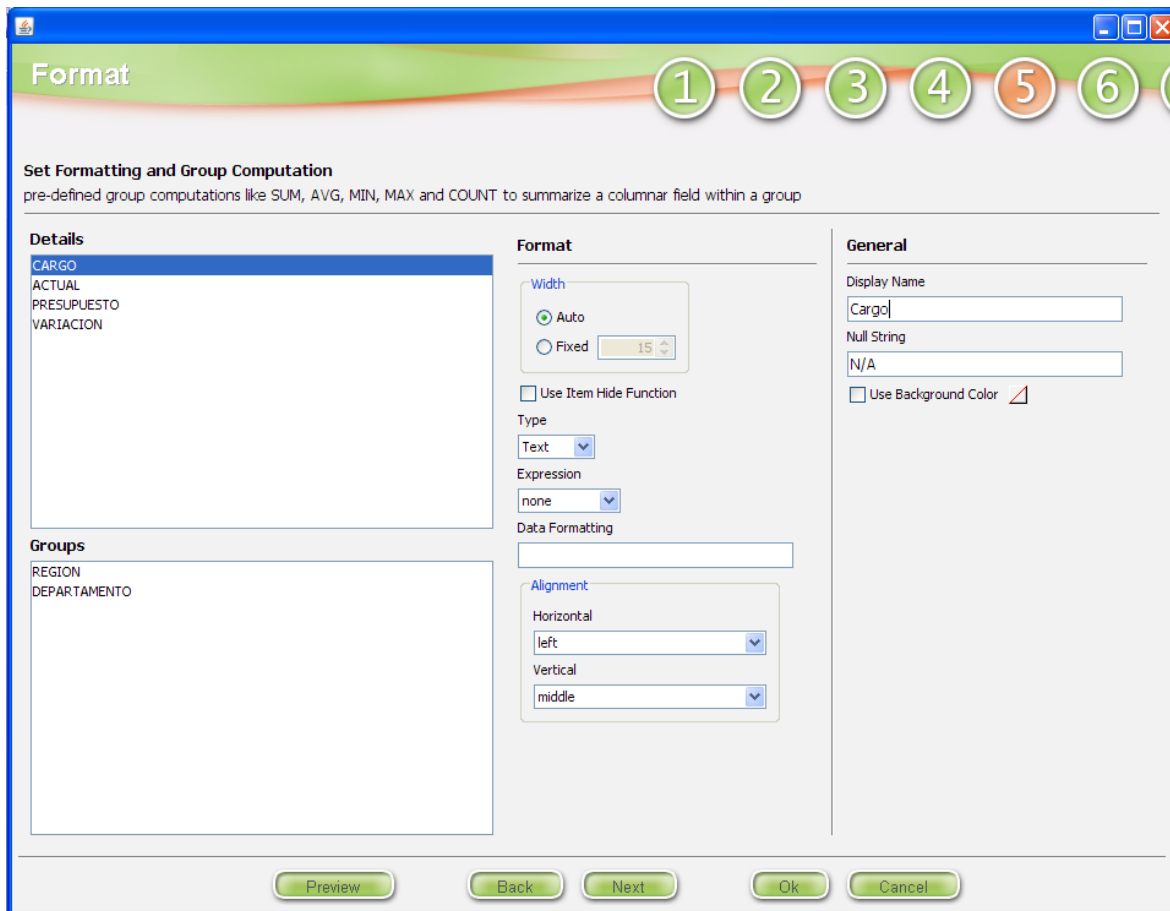 Format
1 2 3 4 5 6
Set Formatting and Group Computation
pre-defined group computations like SUM, AVG, MIN, MAX and COUNT to summarize a columnar field within a group
Details
CARGO
ACTUAL
PRESUPUESTO
VARIACION
Groups
REGION
DEPARTAMENTO
Format
Width
Auto
Fixed 15
Use Item Hide Function
Type
Text
Expression
none
Data Formatting
Alignment
Horizontal
left
Vertical
middle
General
Display Name
Cargo
Null String
N/A
Use Background Color
Preview Back Next Ok Cancel